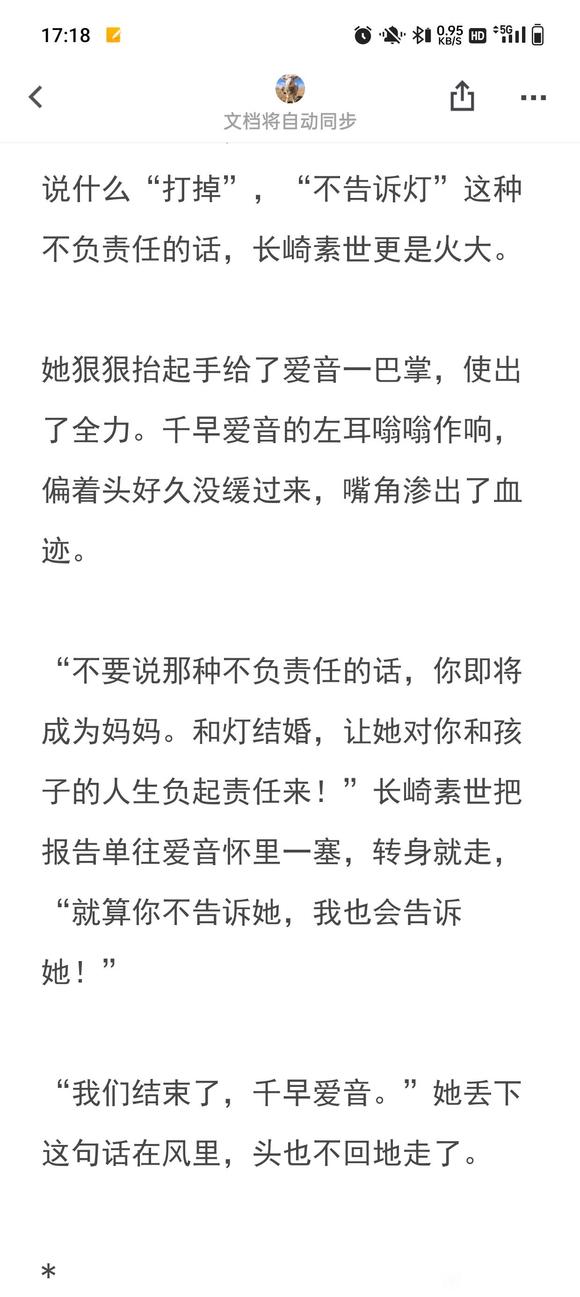 17:18
0.95
KB/S
HD
5G
文档将自动同步
说什么“打掉”，“不告诉灯”这种
不负责任的话，长崎素世更是火大。
她狠狠抬起手给了爱音一巴掌，使出
了全力。千早爱音的左耳嗡嗡作响，
偏着头好久没缓过来，嘴角渗出了血
迹。
“不要说那种不负责任的话，你即将
成为妈妈。和灯结婚，让她对你和孩
子的人生负起责任来！”长崎素世把
报告单往爱音怀里一塞，转身就走，
“就算你不告诉她，我也会告诉
她！”
“我们结束了，千早爱音。”她丢下
这句话在风里，头也不回地走了。
*